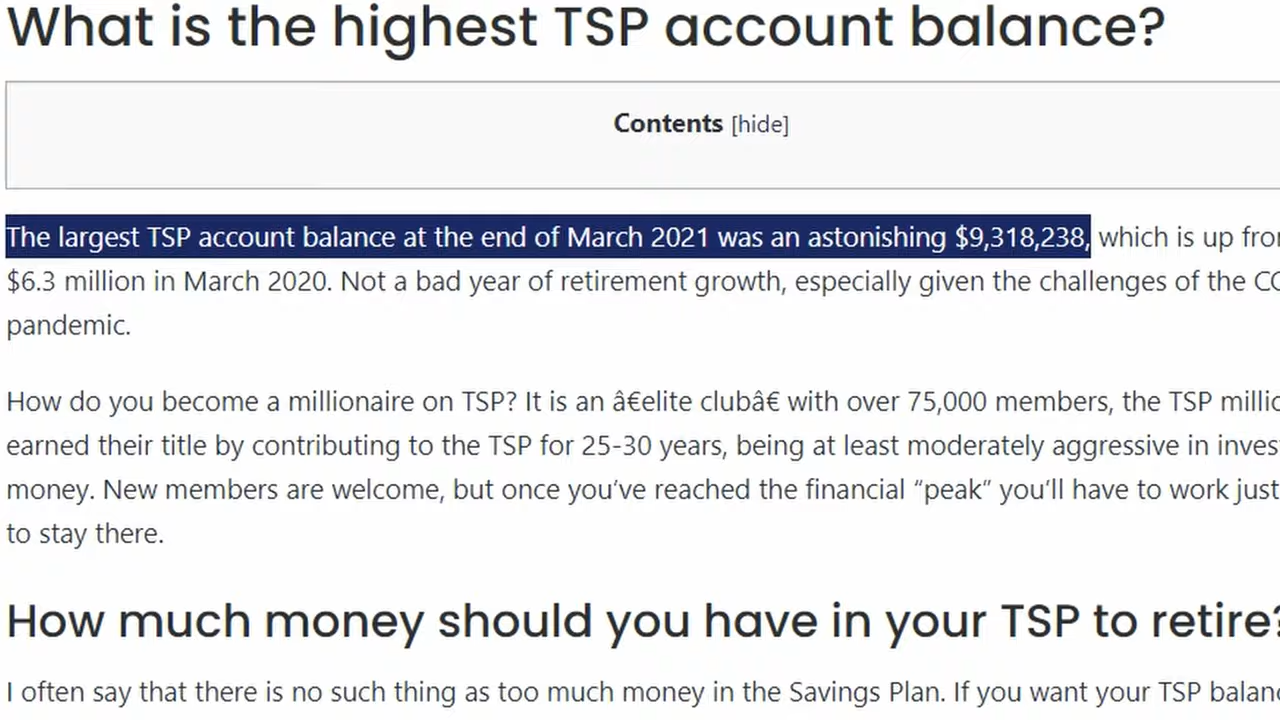 What is the highest TSP account balance?
Contents [hide]
The largest TSP account balance at the end of March 2021 was an astonishing $9,318,238, which is up
$6.3 million in March 2020. Not a bad year of retirement growth, especially given the challenges of the
pandemic.
How do you become a millionaire on TSP? It is an â€elite clubâ€ with over 75,000 members, the TSP
earned their title by contributing to the TSP for 25-30 years, being at least moderately aggressive in
money. New members are welcome, but once you’ve reached the financial “peak” you’ll have to work just
to stay there.
How much money should you have in your TSP to retire?
I often say that there is no such thing as too much money in the Savings Plan. If you want your TSP